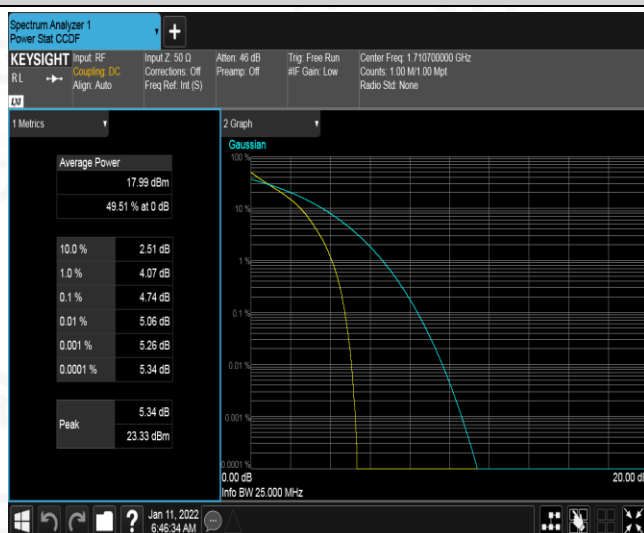 Spectrum Analyzer 1
Power Stat CCDF
+
KEYSIGHT
RL
Input: RF
Coupling: DC
Align: Auto
Input Z: 50 Ω
Corrections: Off
Freq Ref: Int (S)
Atten: 46 dB
Preamp: Off
Trig: Free Run
#IF Gain: Low
Center Freq: 1.710700000 GHz
Counts: 1.00 M/1.00 Mpt
Radio Std: None
LXI
1 Metrics
Average Power
17.99 dBm
49.51 % at 0 dB
10.0 % 2.51 dB
1.0 % 4.07 dB
0.1 % 4.74 dB
0.01 % 5.06 dB
0.001 % 5.26 dB
0.0001 % 5.34 dB
Peak
5.34 dB
23.33 dBm
2 Graph
Gaussian
100 %
10 %
1 %
0.1 %
0.01 %
0.001 %
0.0001 %
0.00 dB
20.00 dB
Info BW 25.000 MHz
?
Jan 11, 2022
6:46:34 AM